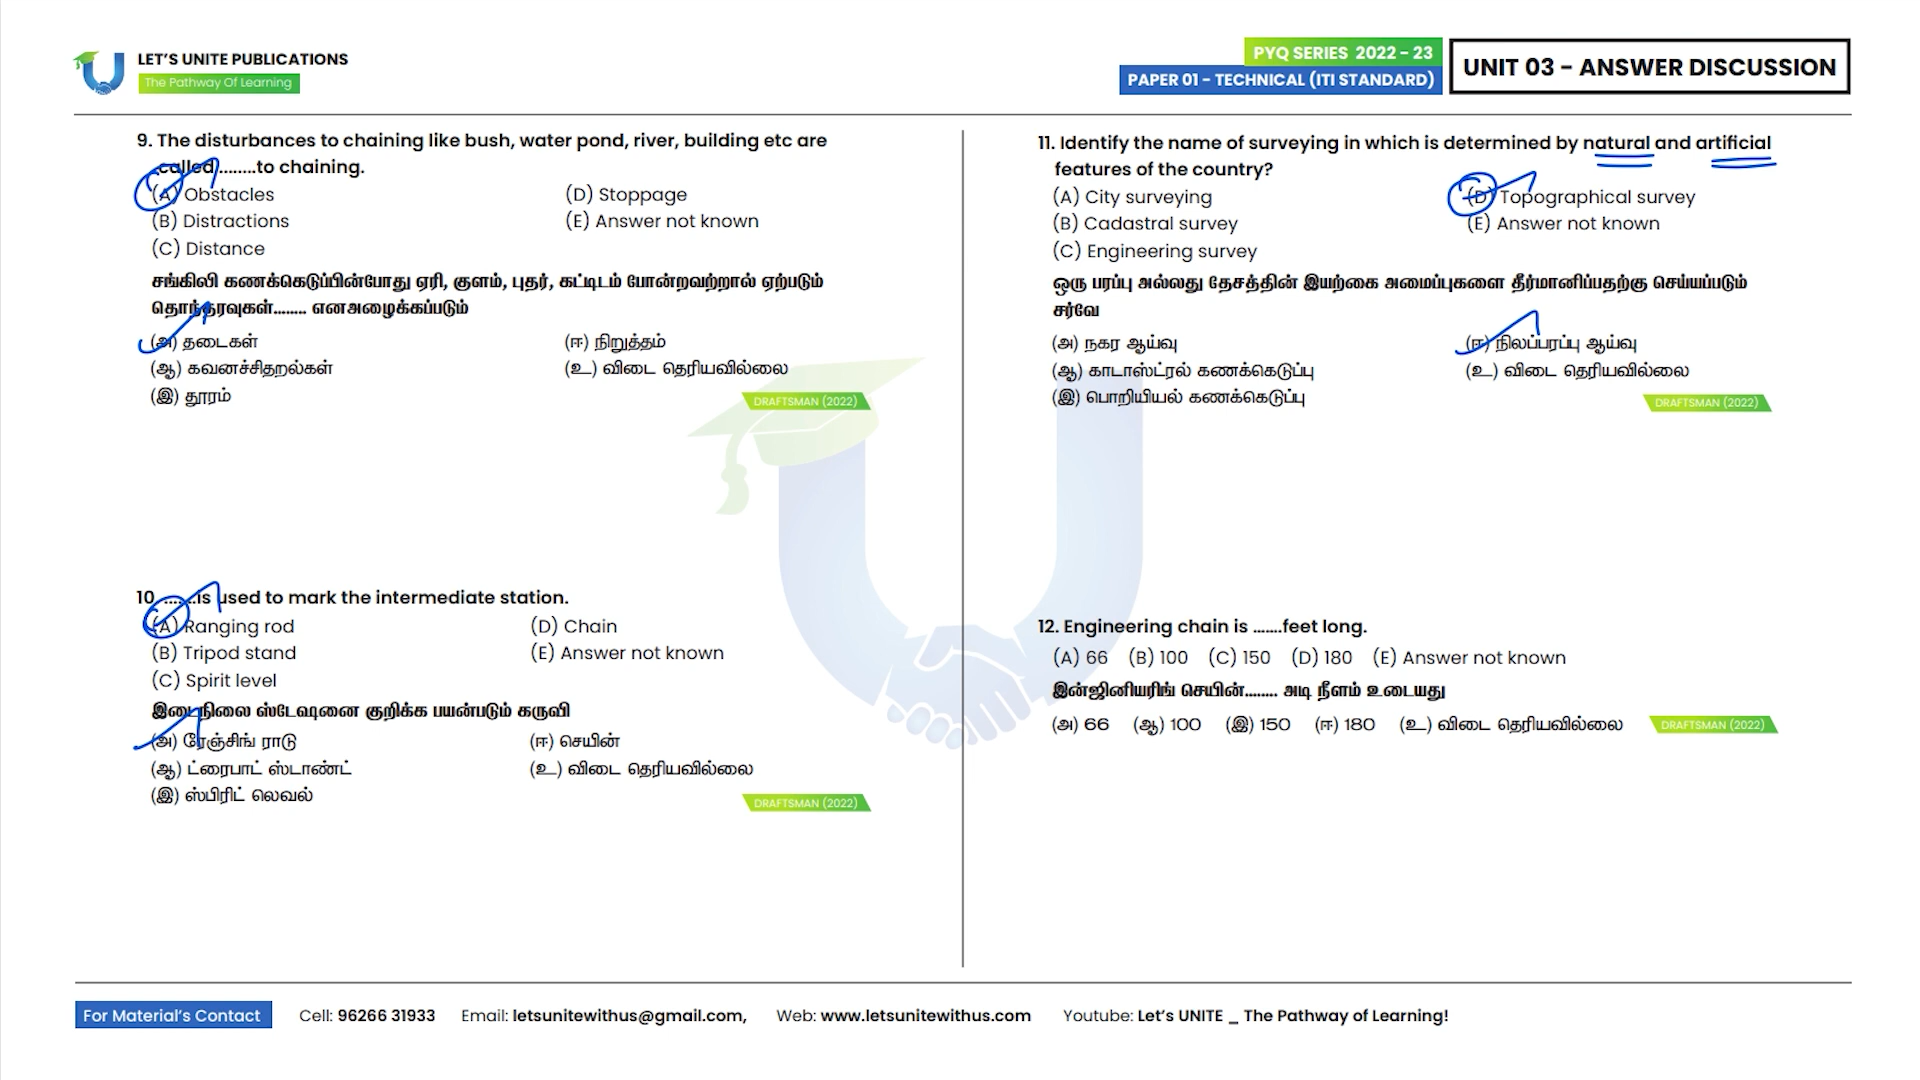 LET'S UNITE PUBLICATIONS
The Pathway Of Learning
PYQ SERIES 2022 - 23
PAPER 01 - TECHNICAL (ITI STANDARD)
UNIT 03 - ANSWER DISCUSSION
9. The disturbances to chaining like bush, water pond, river, building etc are
called........to chaining.
(A) Obstacles
(D) Stoppage
(B) Distractions
(E) Answer not known
(C) Distance
சங்கிலி கணக்கெடுப்பின்போது ஏரி, குளம், புதர், கட்டிடம் போன்றவற்றால் ஏற்படும்
தொந்தரவுகள்........ எனஅழைக்கப்படும்
(அ) தடைகள்
(ஈ) நிறுத்தம்
(ஆ) கவனச்சிதறல்கள்
(உ) விடை தெரியவில்லை
(இ) தூரம்
DRAFTSMAN (2022)
10. .......is used to mark the intermediate station.
(A) Ranging rod
(D) Chain
(B) Tripod stand
(E) Answer not known
(C) Spirit level
இடைநிலை ஸ்டேஷனை குறிக்க பயன்படும் கருவி
(அ) ரேஞ்சிங் ராடு
(ஈ) செயின்
(ஆ) ட்ரைபாட் ஸ்டாண்ட்
(உ) விடை தெரியவில்லை
(இ) ஸ்பிரிட் லெவல்
DRAFTSMAN (2022)
11. Identify the name of surveying in which is determined by natural and artificial
features of the country?
(A) City surveying
(D) Topographical survey
(B) Cadastral survey
(E) Answer not known
(C) Engineering survey
ஒரு பரப்பு அல்லது தேசத்தின் இயற்கை அமைப்புகளை தீர்மானிப்பதற்கு செய்யப்படும்
சர்வே
(அ) நகர ஆய்வு
(ஈ) நிலப்பரப்பு ஆய்வு
(ஆ) காடாஸ்ட்ரல் கணக்கெடுப்பு
(உ) விடை தெரியவில்லை
(இ) பொறியியல் கணக்கெடுப்பு
DRAFTSMAN (2022)
12. Engineering chain is .......feet long.
(A) 66 (B) 100 (C) 150 (D) 180 (E) Answer not known
இன்ஜினியரிங் செயின்........ அடி நீளம் உடையது
(அ) 66 (ஆ) 100 (இ) 150 (ஈ) 180 (உ) விடை தெரியவில்லை
DRAFTSMAN (2022)
For Material's Contact Cell: 96266 31933 Email: letsunitewithus@gmail.com, Web: www.letsunitewithus.com Youtube: Let's UNITE _ The Pathway of Learning!